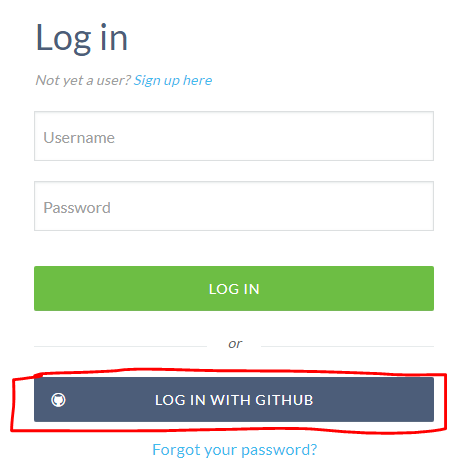 Log in
Not yet a user? Sign up here
Username
Password
LOG IN
or
LOG IN WITH GITHUB
Forgot your password?